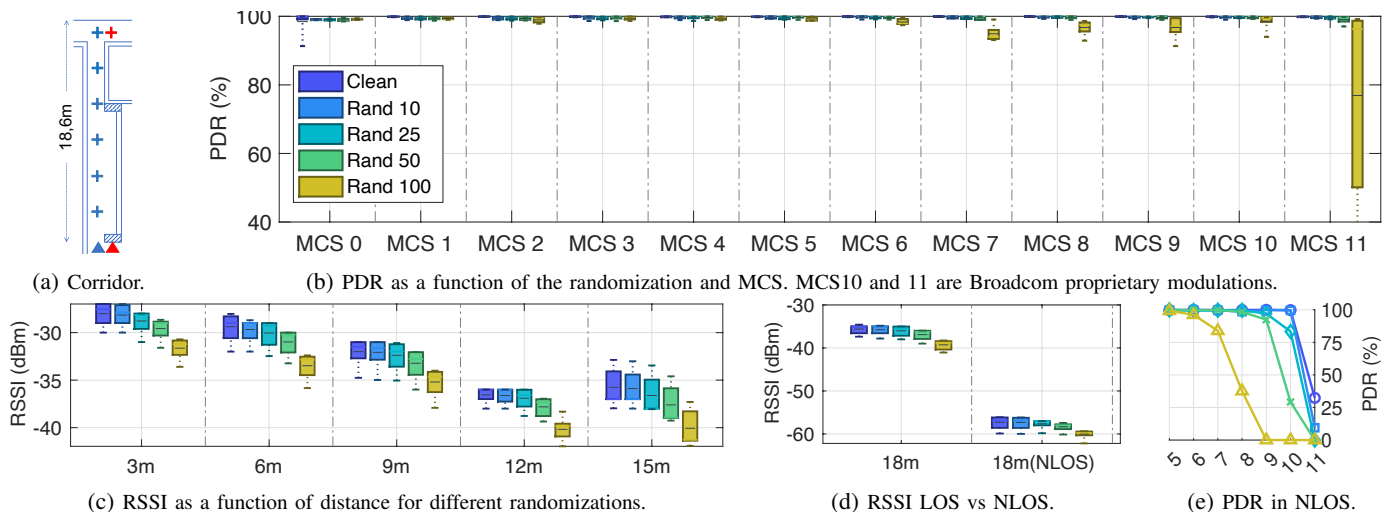 18,6m
(a) Corridor.
PDR (%)
100
80
60
40
Clean
Rand 10
Rand 25
Rand 50
Rand 100
MCS 0 MCS 1 MCS 2 MCS 3 MCS 4 MCS 5 MCS 6 MCS 7 MCS 8 MCS 9 MCS 10 MCS 11
(b) PDR as a function of the randomization and MCS. MCS10 and 11 are Broadcom proprietary modulations.
RSSI (dBm)
-30
-35
-40
3m 6m 9m 12m 15m
(c) RSSI as a function of distance for different randomizations.
RSSI (dBm)
-30
-40
-50
-60
18m 18m(NLOS)
(d) RSSI LOS vs NLOS.
100
75
50
25
0
PDR (%)
5 6 7 8 9 10 11
(e) PDR in NLOS.